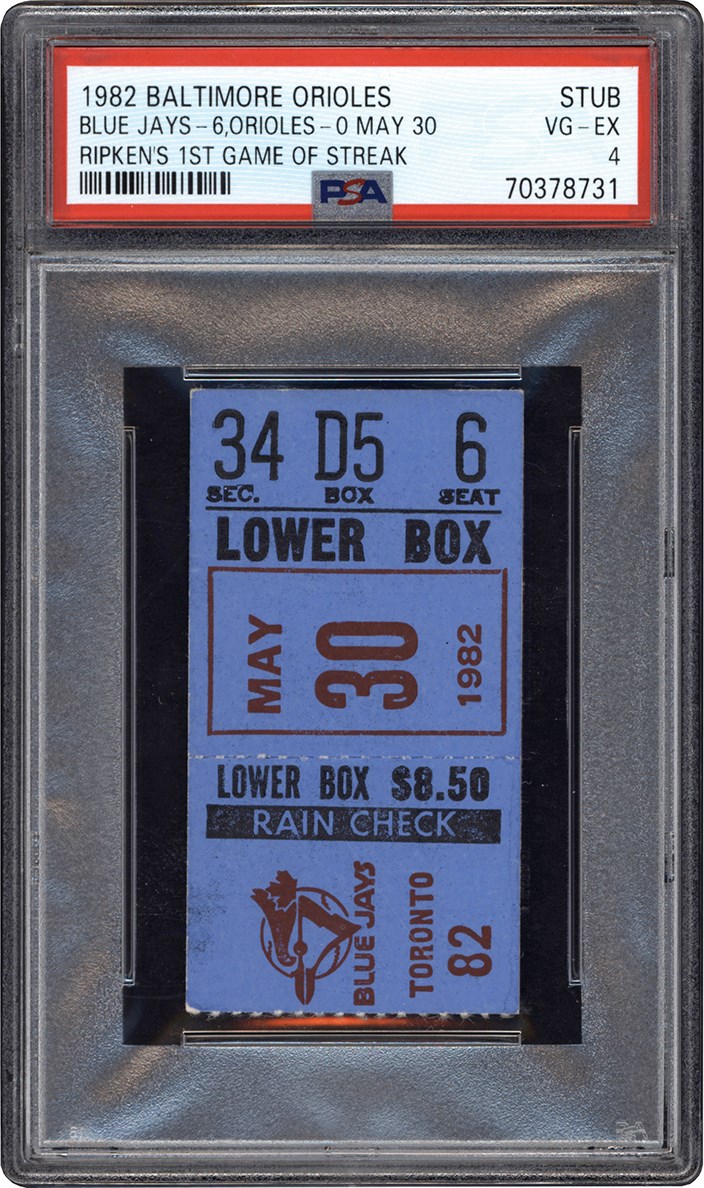 1982 BALTIMORE ORIOLES STUB
BLUE JAYS-6,ORIOLES-0 MAY 30 VG-EX
RIPKEN'S 1ST GAME OF STREAK 4
PSA 70378731
34 D5 6
SEC. BOX SEAT
LOWER BOX
MAY 30 1982
LOWER BOX $8.50
RAIN CHECK
BLUE JAYS
TORONTO
82